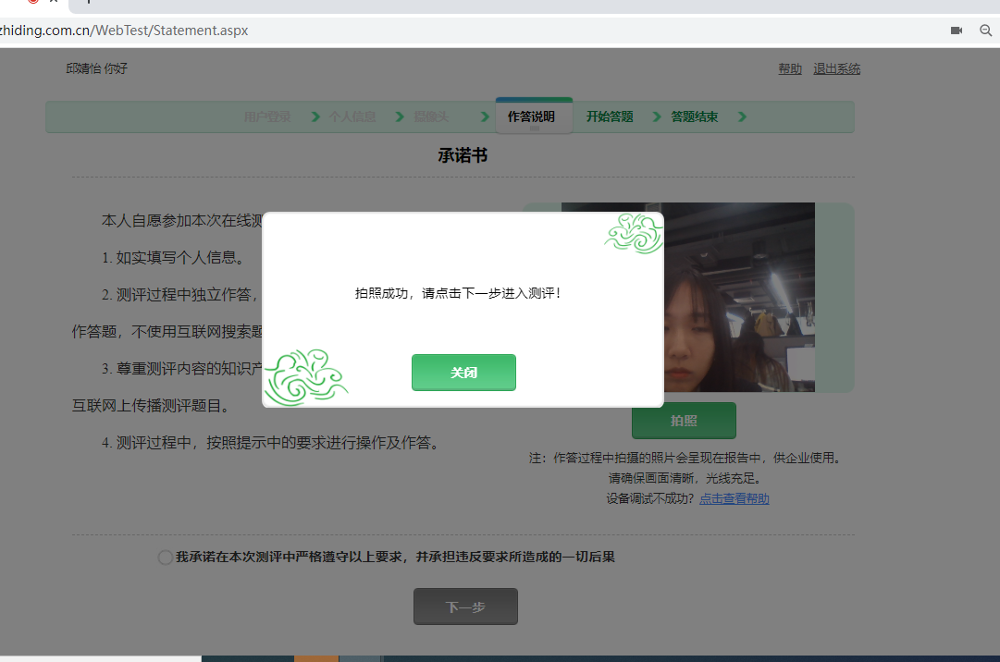 zhiding.com.cn/WebTest/Statement.aspx
邱婧怡 你好
帮助 退出系统
用户登录 个人信息 摄像头 作答说明 开始答题 答题结束
承诺书
本人自愿参加本次在线测
1. 如实填写个人信息。
2. 测评过程中独立作答，
作答题，不使用互联网搜索题
3. 尊重测评内容的知识产
互联网上传播测评题目。
4. 测评过程中，按照提示中的要求进行操作及作答。
拍照成功，请点击下一步进入测评！
关闭
拍照
注：作答过程中拍摄的照片会呈现在报告中，供企业使用。
请确保画面清晰，光线充足。
设备调试不成功？点击查看帮助
我承诺在本次测评中严格遵守以上要求，并承担违反要求所造成的一切后果
下一步